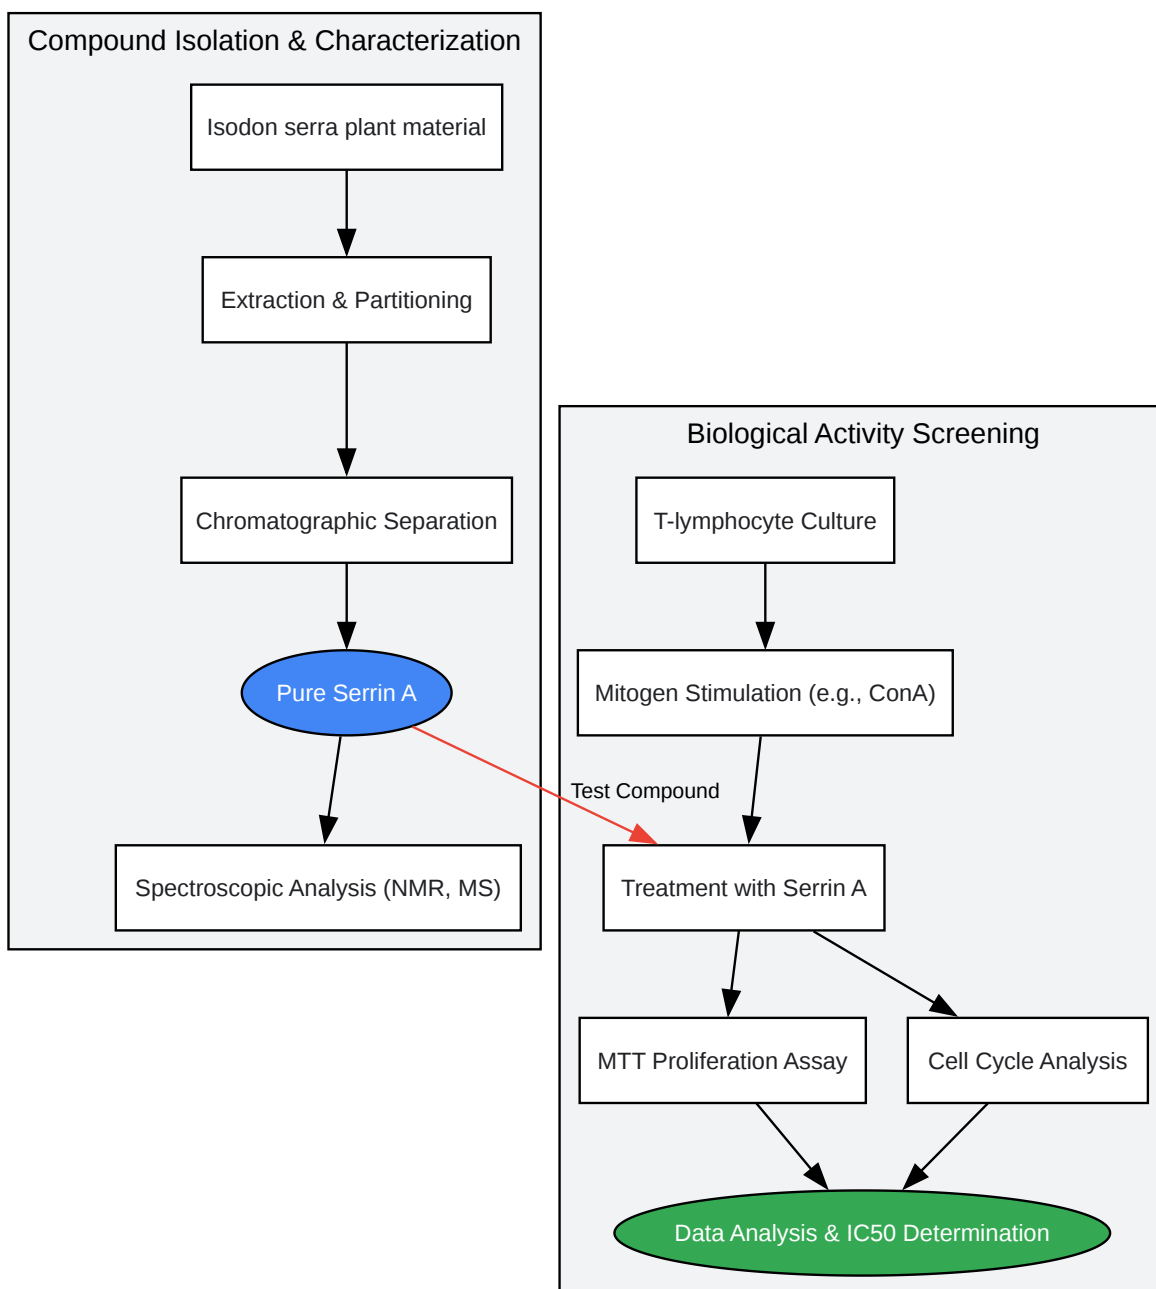 Compound Isolation & Characterization
Isodon serra plant material
Extraction & Partitioning
Chromatographic Separation
Pure Serrin A
Spectroscopic Analysis (NMR, MS)
Test Compound
Biological Activity Screening
T-lymphocyte Culture
Mitogen Stimulation (e.g., ConA)
Treatment with Serrin A
MTT Proliferation Assay
Cell Cycle Analysis
Data Analysis & IC50 Determination